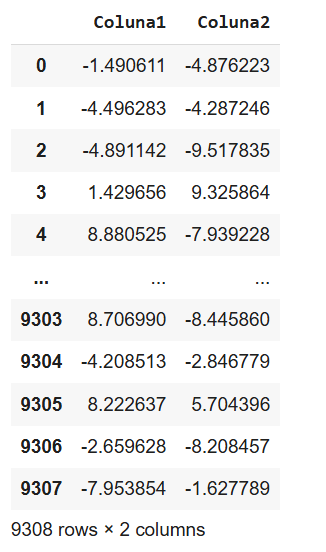 Coluna1 Coluna2
0 -1.490611 -4.876223
1 -4.496283 -4.287246
2 -4.891142 -9.517835
3 1.429656 9.325864
4 8.880525 -7.939228
... ... ...
9303 8.706990 -8.445860
9304 -4.208513 -2.846779
9305 8.222637 5.704396
9306 -2.659628 -8.208457
9307 -7.953854 -1.627789
9308 rows × 2 columns